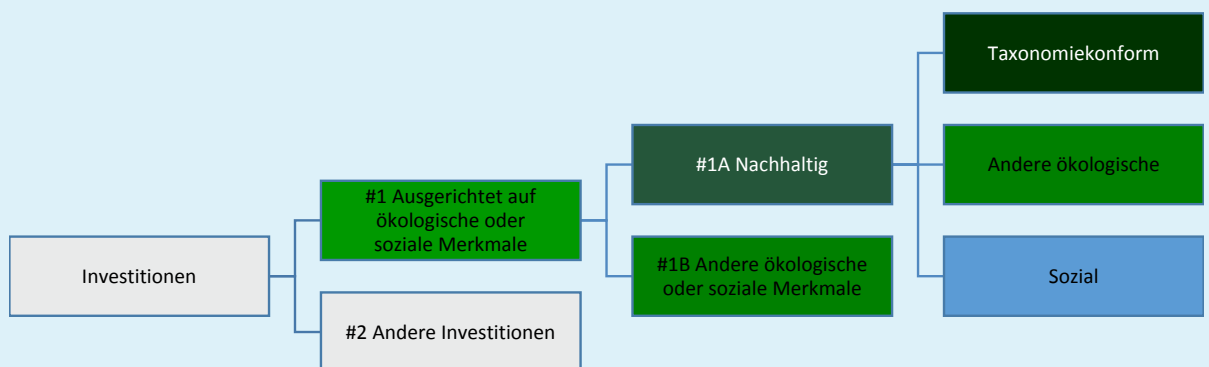 Investitionen
#1 Ausgerichtet auf
ökologische oder
soziale Merkmale
#2 Andere Investitionen
#1A Nachhaltig
#1B Andere ökologische
oder soziale Merkmale
Taxonomiekonform
Andere ökologische
Sozial